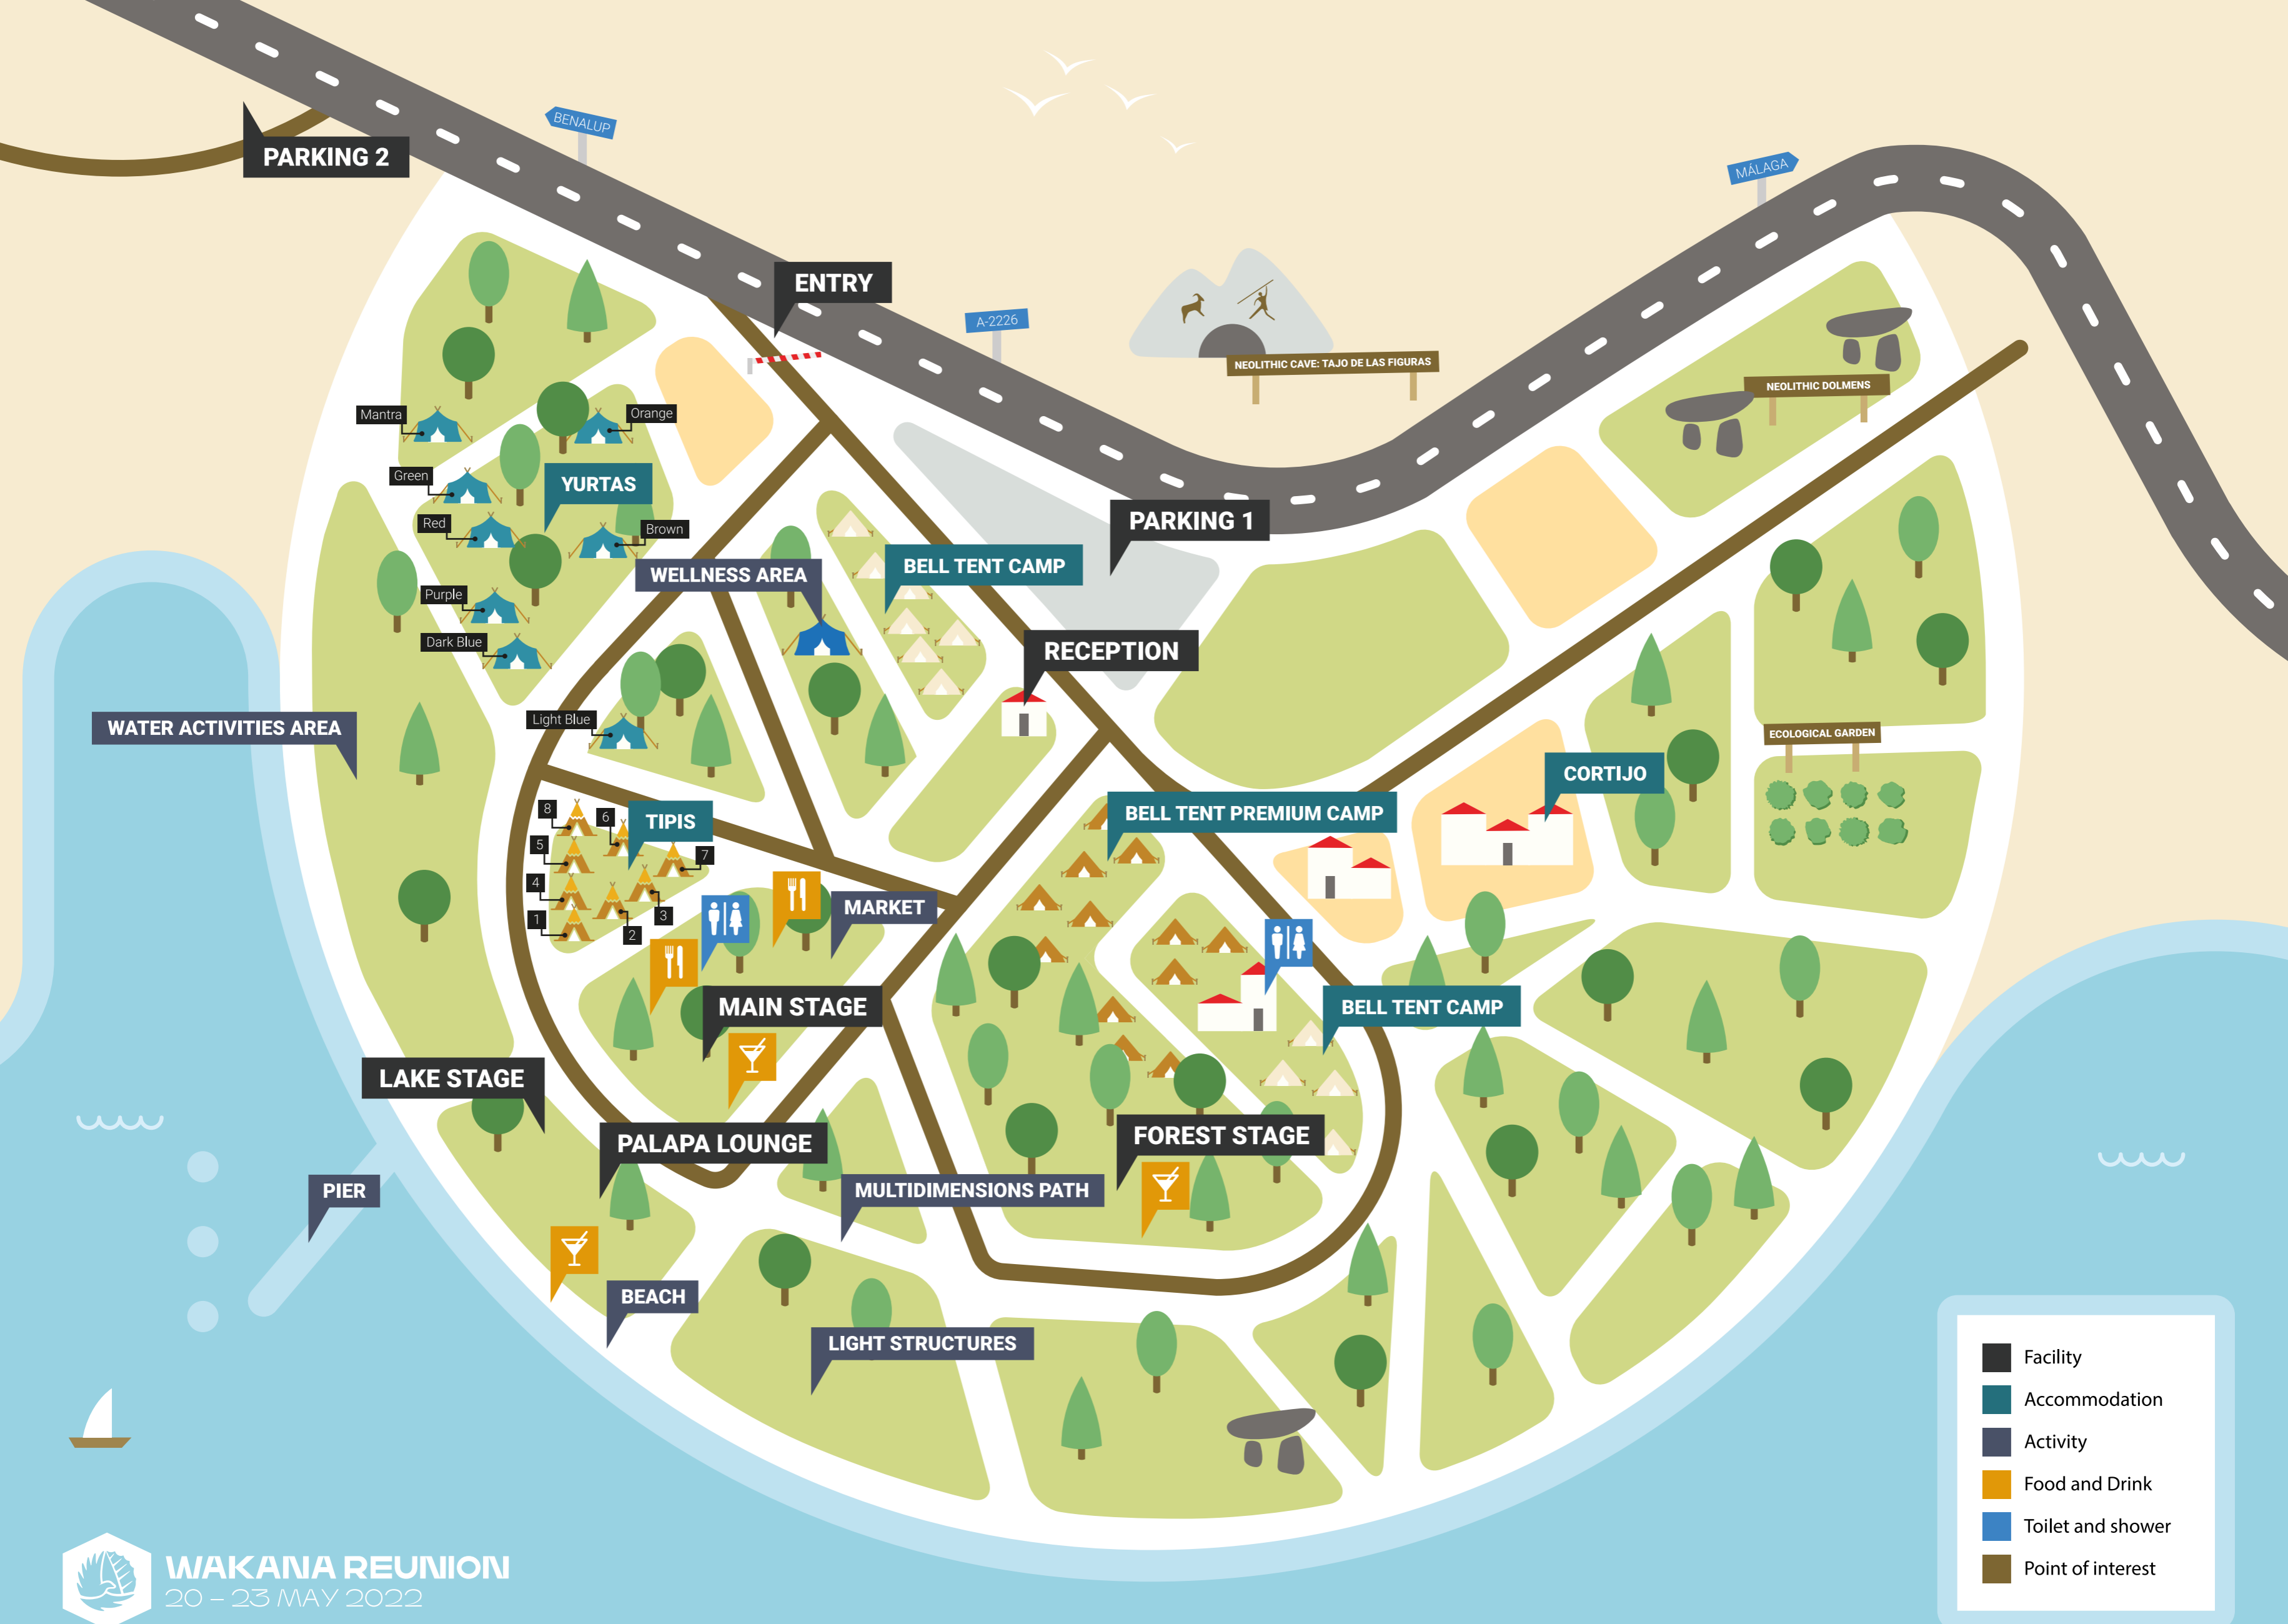 BENALUP
PARKING 2
MÁLAGA
ENTRY
A-2226
NEOLITHIC CAVE: TAJO DE LAS FIGURAS
NEOLITHIC DOLMENS
Mantra
Orange
Green
YURTAS
Red
Brown
PARKING 1
WELLNESS AREA
BELL TENT CAMP
Purple
Dark Blue
RECEPTION
Light Blue
WATER ACTIVITIES AREA
ECOLOGICAL GARDEN
CORTIJO
8
6
TIPIS
BELL TENT PREMIUM CAMP
5
7
4
3
1
2
MARKET
MAIN STAGE
BELL TENT CAMP
LAKE STAGE
PALAPA LOUNGE
FOREST STAGE
PIER
MULTIDIMENSIONS PATH
BEACH
LIGHT STRUCTURES
Facility
Accommodation
Activity
Food and Drink
Toilet and shower
Point of interest
WAKANA REUNION
20 – 23 MAY 2022